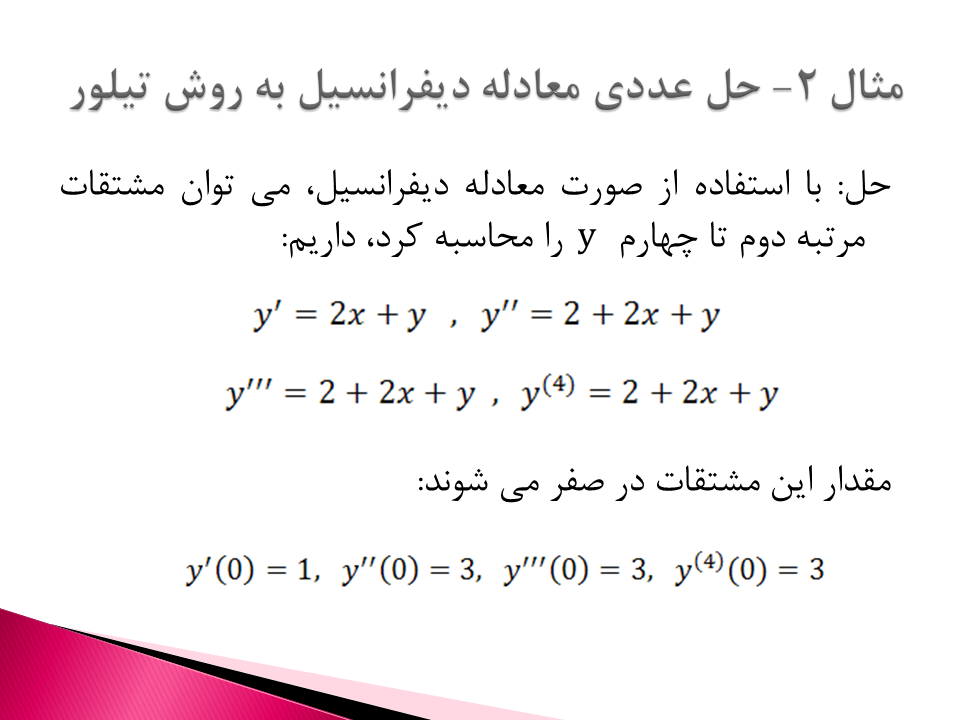 مثال ۲- حل عددی معادله دیفرانسیل به روش تیلور
حل: با استفاده از صورت معادله دیفرانسیل، می توان مشتقات
مرتبه دوم تا چهارم y را محاسبه کرد، داریم:
y′ = 2x + y , y′′ = 2 + 2x + y
y′′′ = 2 + 2x + y , y⁽⁴⁾ = 2 + 2x + y
مقدار این مشتقات در صفر می شوند:
y′(0) = 1, y′′(0) = 3, y′′′(0) = 3, y⁽⁴⁾(0) = 3